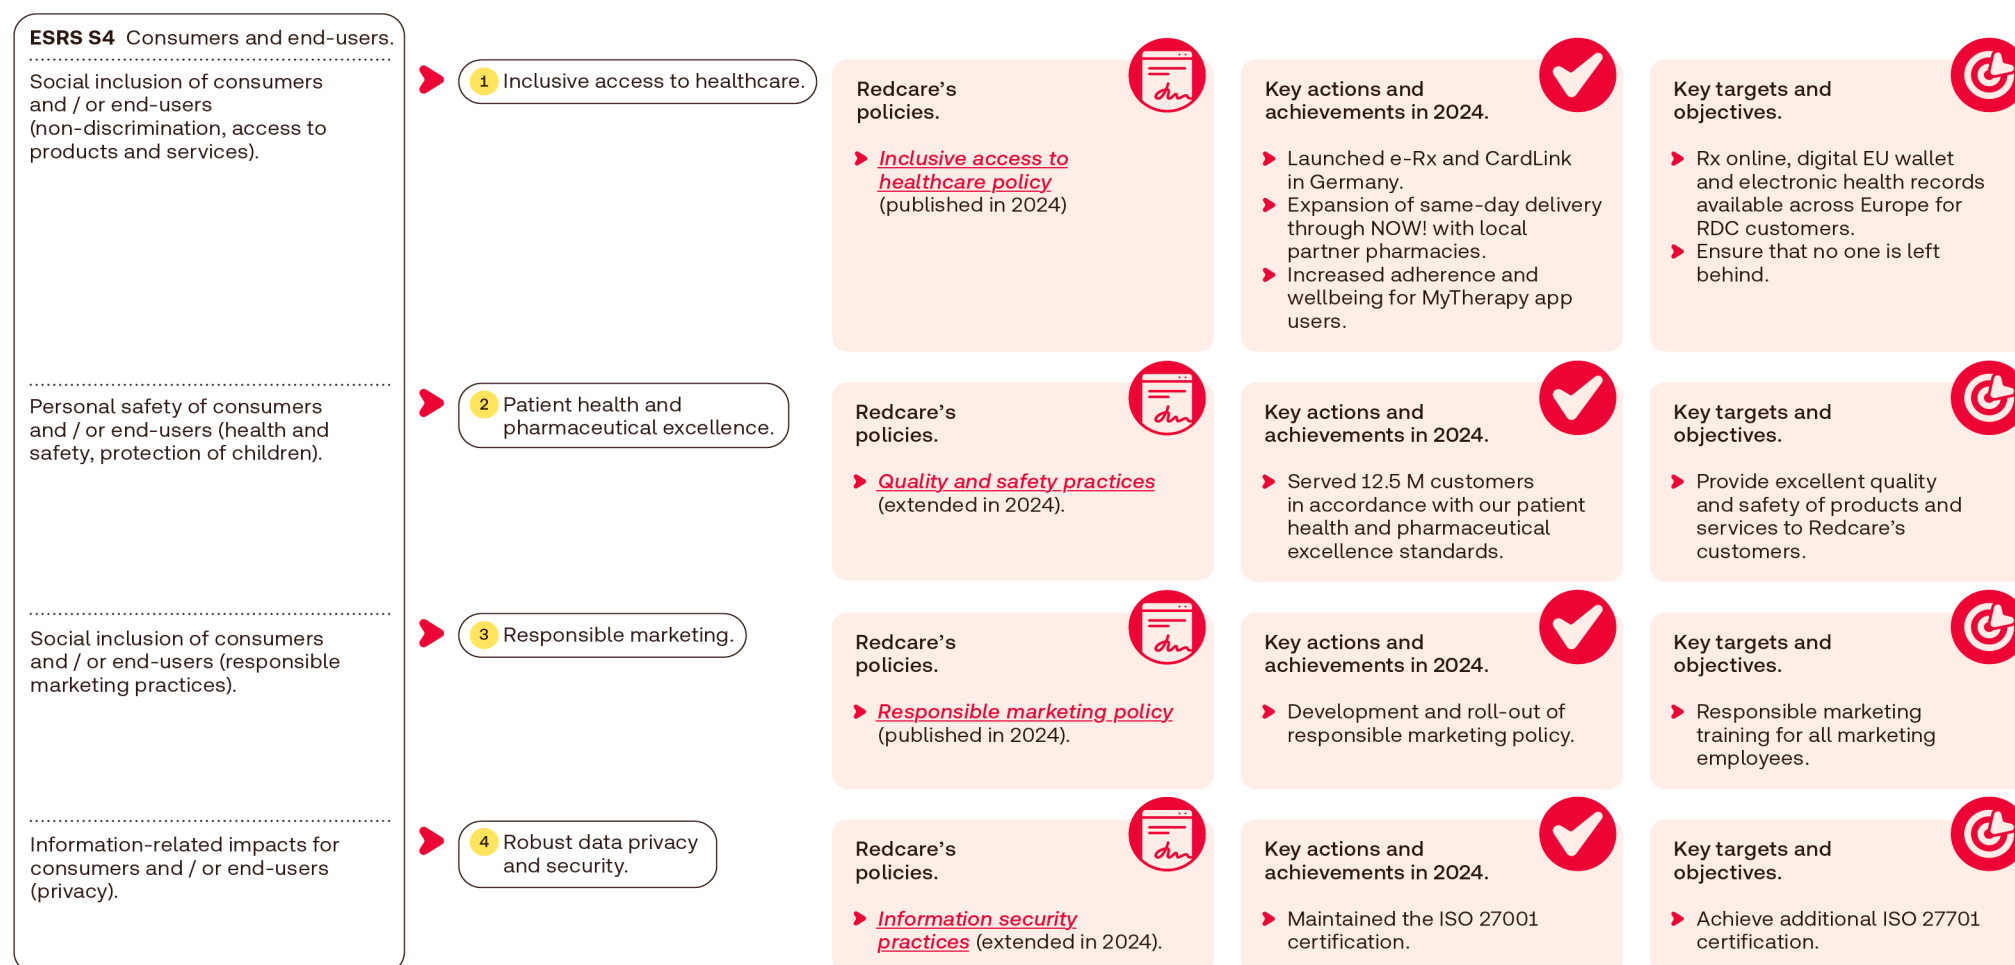 ESRS S4 Consumers and end-users.
Social inclusion of consumers
and / or end-users
(non-discrimination, access to
products and services).
1 Inclusive access to healthcare.
Redcare’s
policies.
Inclusive access to
healthcare policy
(published in 2024)
Key actions and
achievements in 2024.
Launched e-Rx and CardLink
in Germany.
Expansion of same-day delivery
through NOW! with local
partner pharmacies.
Increased adherence and
wellbeing for MyTherapy app
users.
Key targets and
objectives.
Rx online, digital EU wallet
and electronic health records
available across Europe for
RDC customers.
Ensure that no one is left
behind.
Personal safety of consumers
and / or end-users (health and
safety, protection of children).
2 Patient health and
pharmaceutical excellence.
Redcare’s
policies.
Quality and safety practices
(extended in 2024).
Key actions and
achievements in 2024.
Served 12.5 M customers
in accordance with our patient
health and pharmaceutical
excellence standards.
Key targets and
objectives.
Provide excellent quality
and safety of products and
services to Redcare’s
customers.
Social inclusion of consumers
and / or end-users (responsible
marketing practices).
3 Responsible marketing.
Redcare’s
policies.
Responsible marketing policy
(published in 2024).
Key actions and
achievements in 2024.
Development and roll-out of
responsible marketing policy.
Key targets and
objectives.
Responsible marketing
training for all marketing
employees.
Information-related impacts for
consumers and / or end-users
(privacy).
4 Robust data privacy
and security.
Redcare’s
policies.
Information security
practices (extended in 2024).
Key actions and
achievements in 2024.
Maintained the ISO 27001
certification.
Key targets and
objectives.
Achieve additional ISO 27701
certification.